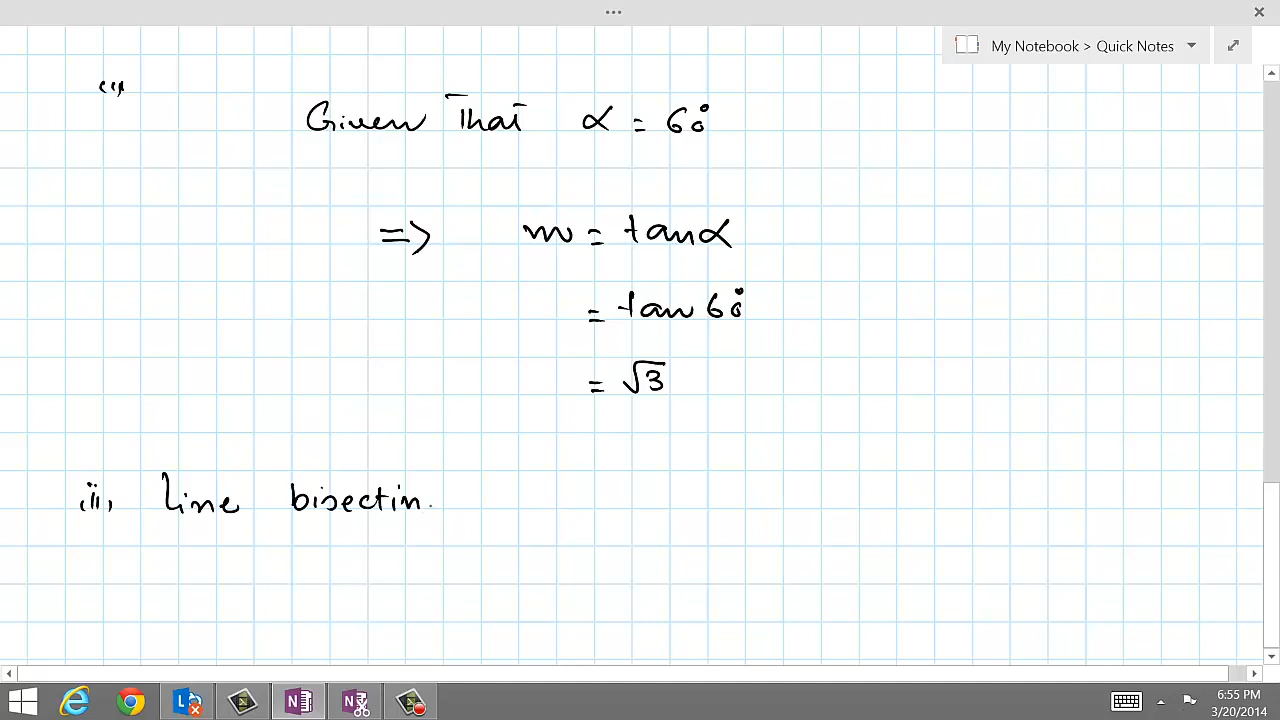 My Notebook > Quick Notes
(i)
Given That α = 60°
=> m = tanα
= tan 60°
= √3
ii, Line bisectin.
6:55 PM
3/20/2014